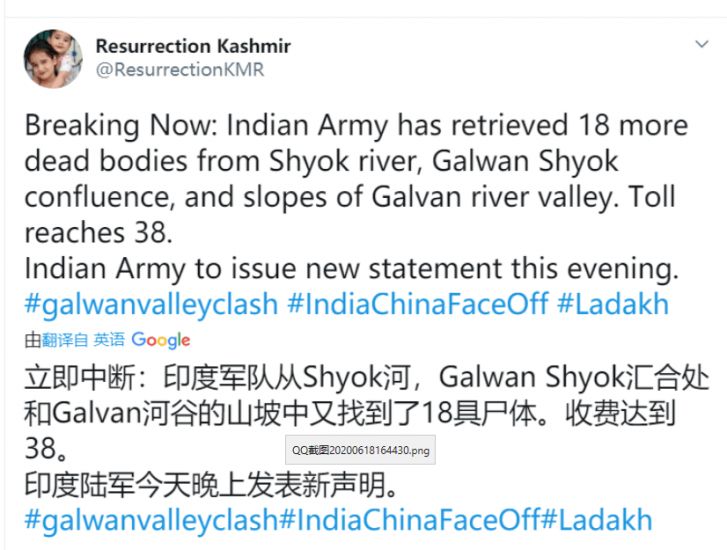 Resurrection Kashmir
@ResurrectionKMR
Breaking Now: Indian Army has retrieved 18 more
dead bodies from Shyok river, Galwan Shyok
confluence, and slopes of Galvan river valley. Toll
reaches 38.
Indian Army to issue new statement this evening.
#galwanvalleyclash #IndiaChinaFaceOff #Ladakh
由翻译自 英语 Google
立即中断：印度军队从Shyok河，Galwan Shyok汇合处
和Galvan河谷的山坡中又找到了18具尸体。收费达到
38。
QQ截图20200618164430.png
印度陆军今天晚上发表新声明。
#galwanvalleyclash#IndiaChinaFaceOff#Ladakh